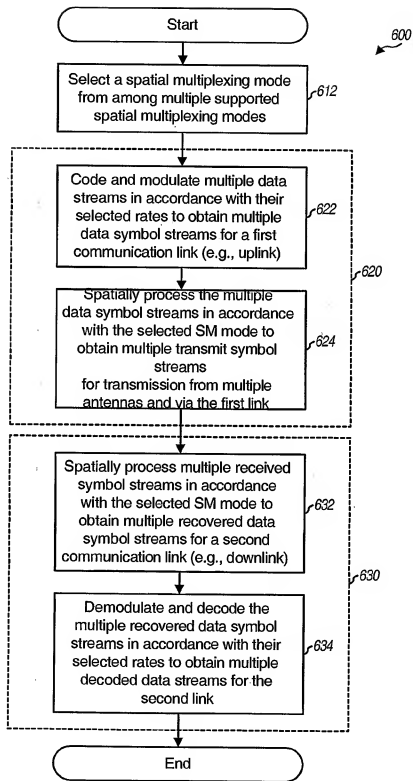 Start
600
Select a spatial multiplexing mode
from among multiple supported
spatial multiplexing modes
612
Code and modulate multiple data
streams in accordance with their
selected rates to obtain multiple
data symbol streams for a first
communication link (e.g., uplink)
622
620
Spatially process the multiple
data symbol streams in accordance
with the selected SM mode to
obtain multiple transmit symbol
streams
for transmission from multiple
antennas and via the first link
624
Spatially process multiple received
symbol streams in accordance
with the selected SM mode to
obtain multiple recovered data
symbol streams for a second
communication link (e.g., downlink)
632
630
Demodulate and decode the
multiple recovered data symbol
streams in accordance with their
selected rates to obtain multiple
decoded data streams for the
second link
634
End